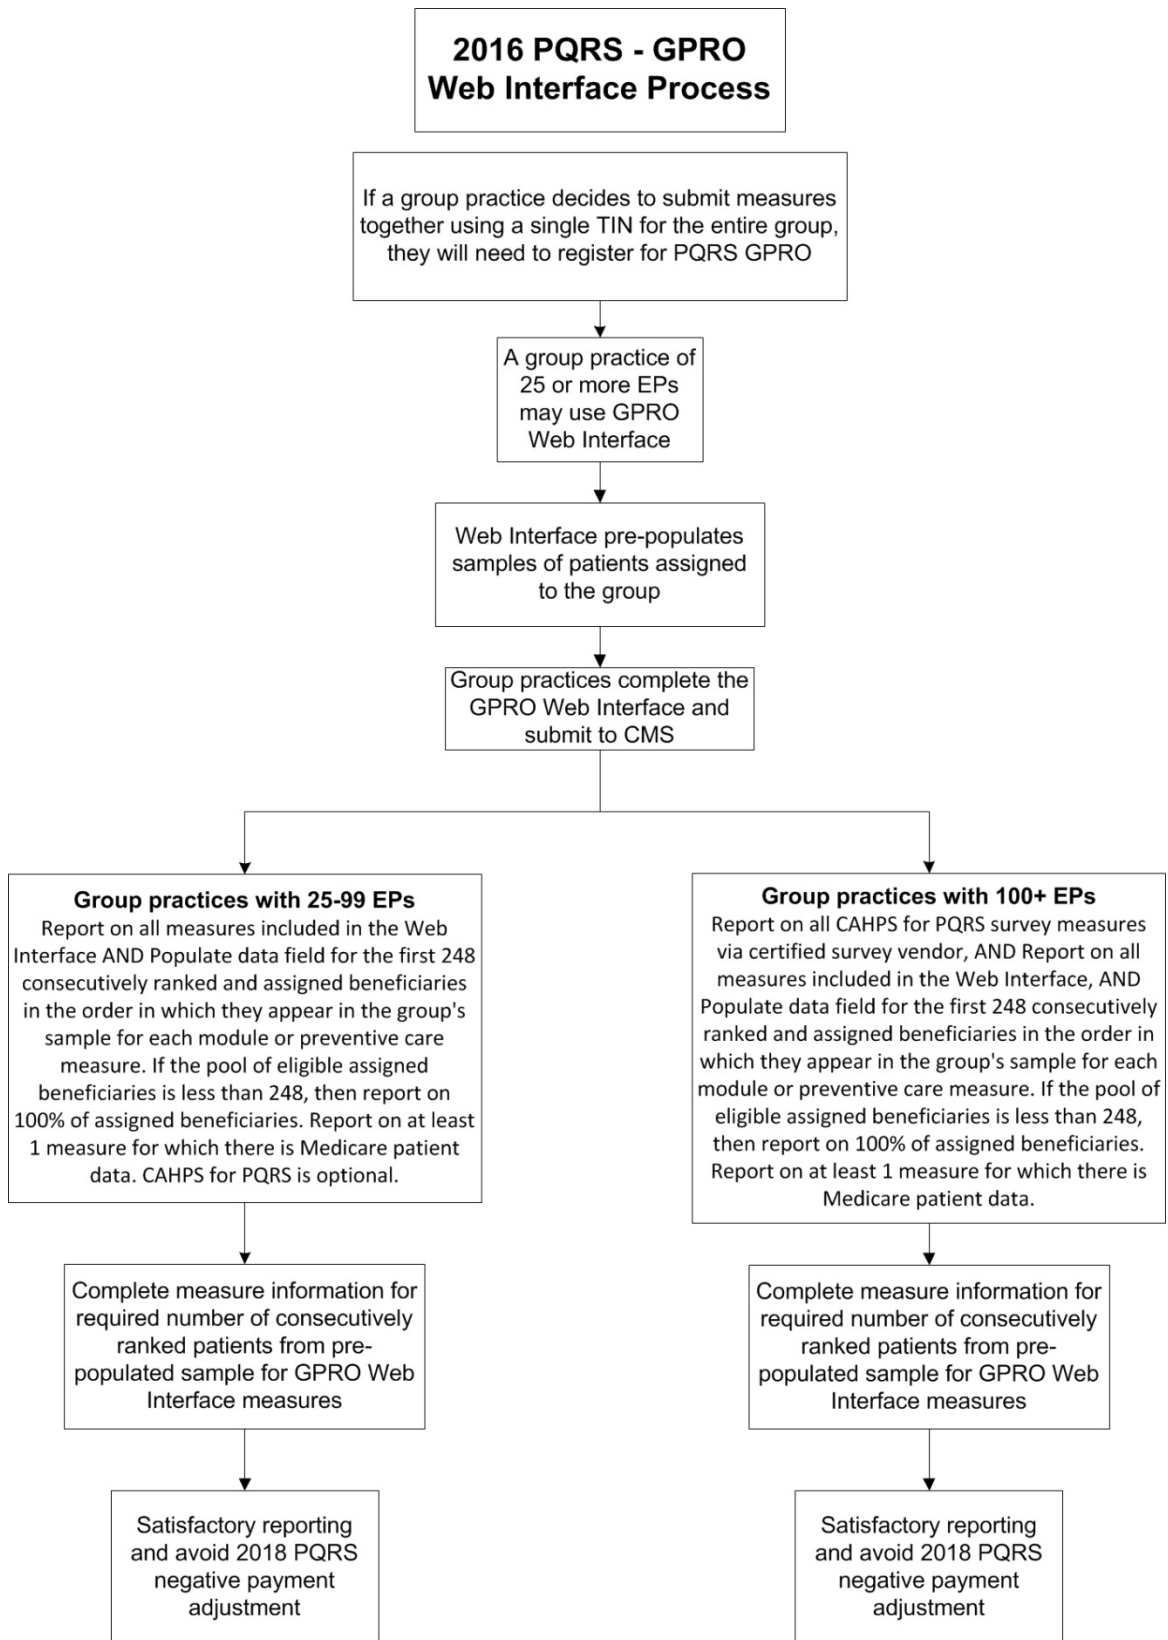 2016 PQRS - GPRO
Web Interface Process
If a group practice decides to submit measures
together using a single TIN for the entire group,
they will need to register for PQRS GPRO
A group practice of
25 or more EPs
may use GPRO
Web Interface
Web Interface pre-populates
samples of patients assigned
to the group
Group practices complete the
GPRO Web Interface and
submit to CMS
Group practices with 25-99 EPs
Report on all measures included in the Web
Interface AND Populate data field for the first 248
consecutively ranked and assigned beneficiaries
in the order in which they appear in the group's
sample for each module or preventive care
measure. If the pool of eligible assigned
beneficiaries is less than 248, then report on
100% of assigned beneficiaries. Report on at least
1 measure for which there is Medicare patient
data. CAHPS for PQRS is optional.
Group practices with 100+ EPs
Report on all CAHPS for PQRS survey measures
via certified survey vendor, AND Report on all
measures included in the Web Interface, AND
Populate data field for the first 248 consecutively
ranked and assigned beneficiaries in the order in
which they appear in the group's sample for each
module or preventive care measure. If the pool of
eligible assigned beneficiaries is less than 248,
then report on 100% of assigned beneficiaries.
Report on at least 1 measure for which there is
Medicare patient data.
Complete measure information for
required number of consecutively
ranked patients from pre-
populated sample for GPRO Web
Interface measures
Complete measure information for
required number of consecutively
ranked patients from pre-
populated sample for GPRO Web
Interface measures
Satisfactory reporting
and avoid 2018 PQRS
negative payment
adjustment
Satisfactory reporting
and avoid 2018 PQRS
negative payment
adjustment